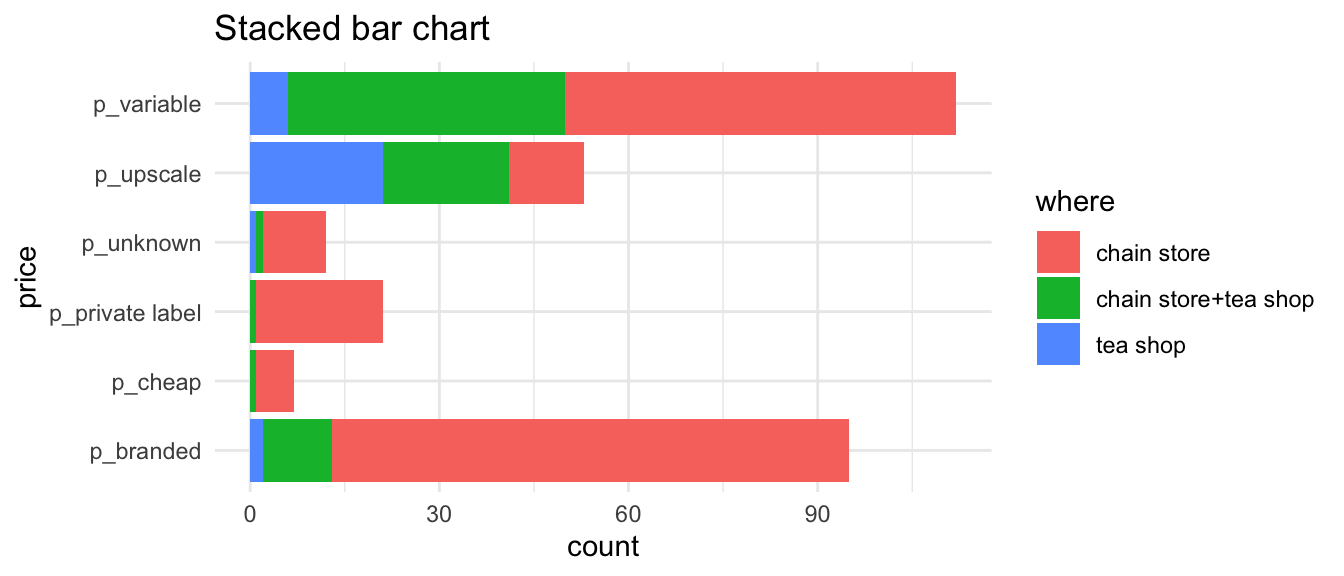 Stacked bar chart
price
p_variable
p_upscale
p_unknown
p_private label
p_cheap
p_branded
0 30 60 90
count
where
chain store
chain store+tea shop
tea shop